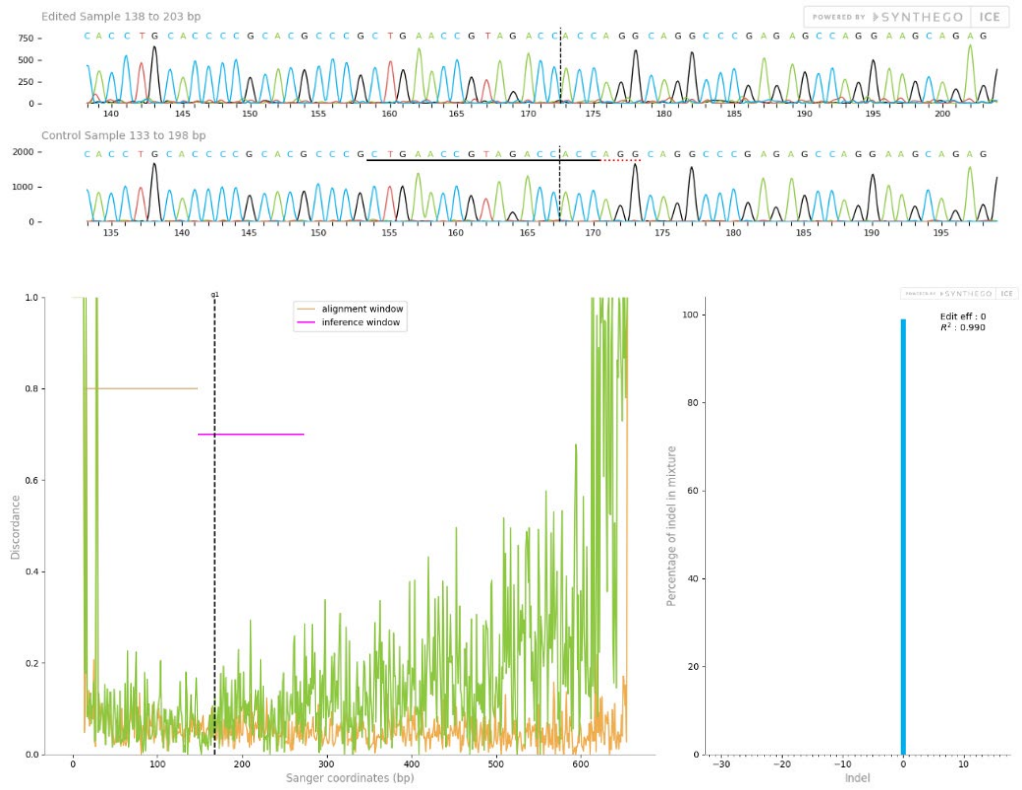 Edited Sample 138 to 203 bp
POWERED BY SYNTHEGO ICE
750
C A C C T G C A C C C C G C A C G C C C G C T G A A C C G T A G A C C A C C A G G C A G G C C C G A G A G C C A G G A A G C A G A G
500
250
0
140 145 150 155 160 165 170 175 180 185 190 195 200
Control Sample 133 to 198 bp
2000
C A C C T G C A C C C C G C A C G C C C G C T G A A C C G T A G A C C A C C A G G C A G G C C C G A G A G C C A G G A A G C A G A G
1000
0
135 140 145 150 155 160 165 170 175 180 185 190 195
g1
alignment window
inference window
1.0
0.8
0.6
0.4
0.2
0.0
Discordance
0 100 200 300 400 500 600
Sanger coordinates (bp)
POWERED BY SYNTHEGO ICE
Edit eff : 0
R² : 0.990
100
80
60
40
20
0
Percentage of indel in mixture
−30 −20 −10 0 10
Indel